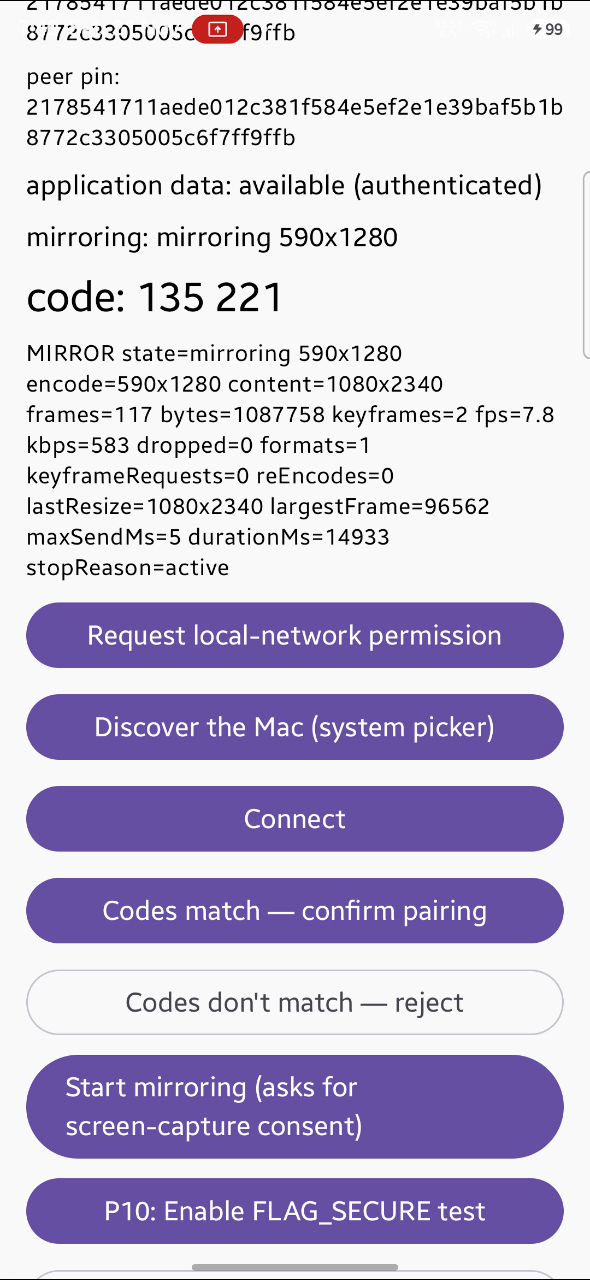 peer pin:
2178541711aede012c381f584e5ef2e1e39baf5b1b
8772c3305005c6f7ff9ffb
application data: available (authenticated)
mirroring: mirroring 590x1280
code: 135 221
MIRROR state=mirroring 590x1280
encode=590x1280 content=1080x2340
frames=117 bytes=1087758 keyframes=2 fps=7.8
kbps=583 dropped=0 formats=1
keyframeRequests=0 reEncodes=0
lastResize=1080x2340 largestFrame=96562
maxSendMs=5 durationMs=14933
stopReason=active
Request local-network permission
Discover the Mac (system picker)
Connect
Codes match — confirm pairing
Codes don't match — reject
Start mirroring (asks for
screen-capture consent)
P10: Enable FLAG_SECURE test
99